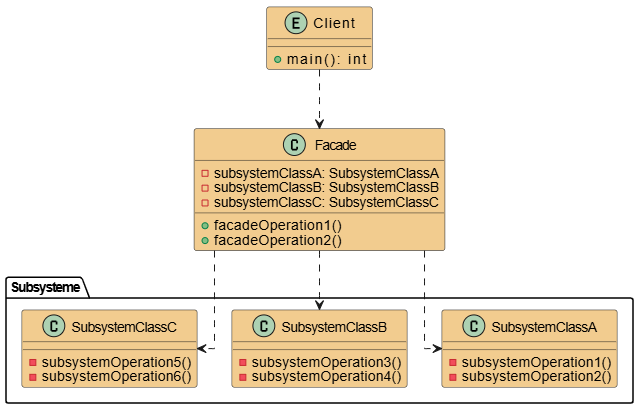 E Client
main(): int
C Facade
subsystemClassA: SubsystemClassA
subsystemClassB: SubsystemClassB
subsystemClassC: SubsystemClassC
facadeOperation1()
facadeOperation2()
Subsysteme
C SubsystemClassC
subsystemOperation5()
subsystemOperation6()
C SubsystemClassB
subsystemOperation3()
subsystemOperation4()
C SubsystemClassA
subsystemOperation1()
subsystemOperation2()